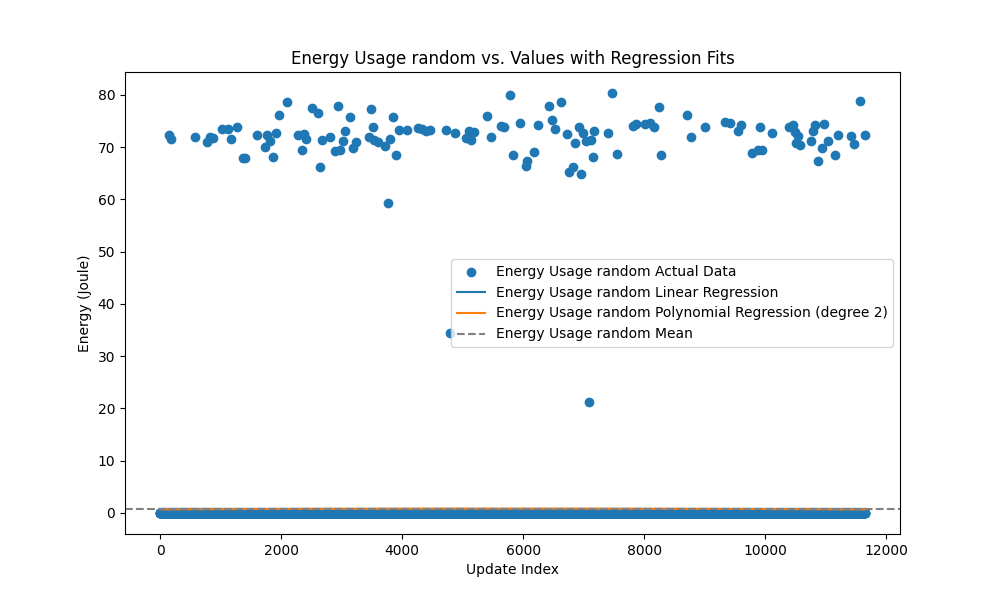 Energy Usage random vs. Values with Regression Fits
Energy (Joule)
80
70
60
50
40
30
20
10
0
Energy Usage random Actual Data
Energy Usage random Linear Regression
Energy Usage random Polynomial Regression (degree 2)
Energy Usage random Mean
0 2000 4000 6000 8000 10000 12000
Update Index